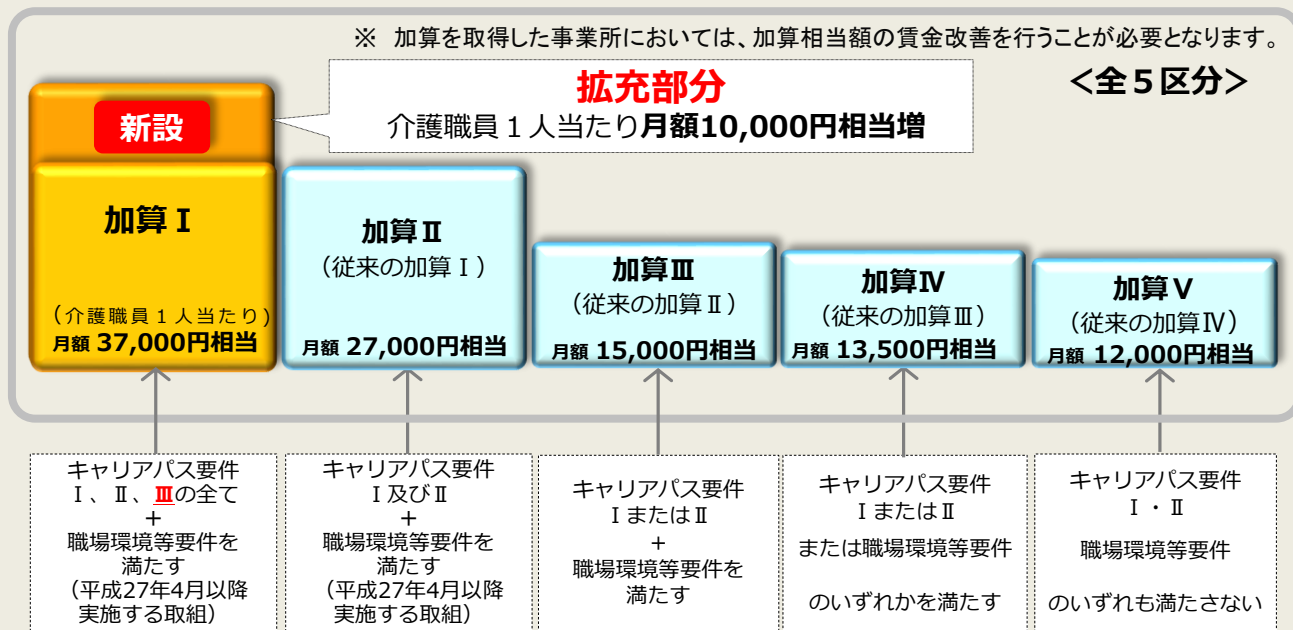 ※ 加算を取得した事業所においては、加算相当額の賃金改善を行うことが必要となります。
<全5区分>
拡充部分
介護職員1人当たり月額10,000円相当増
新設
加算Ⅰ
(介護職員1人当たり)
月額 37,000円相当
加算Ⅱ
(従来の加算Ⅰ)
月額 27,000円相当
加算Ⅲ
(従来の加算Ⅱ)
月額 15,000円相当
加算Ⅳ
(従来の加算Ⅲ)
月額 13,500円相当
加算Ⅴ
(従来の加算Ⅳ)
月額 12,000円相当
キャリアパス要件
Ⅰ、Ⅱ、Ⅲの全て
+
職場環境等要件を
満たす
(平成27年4月以降
実施する取組)
キャリアパス要件
Ⅰ及びⅡ
+
職場環境等要件を
満たす
(平成27年4月以降
実施する取組)
キャリアパス要件
ⅠまたはⅡ
+
職場環境等要件を
満たす
キャリアパス要件
ⅠまたはⅡ
または職場環境等要件
のいずれかを満たす
キャリアパス要件
Ⅰ・Ⅱ
職場環境等要件
のいずれも満たさない